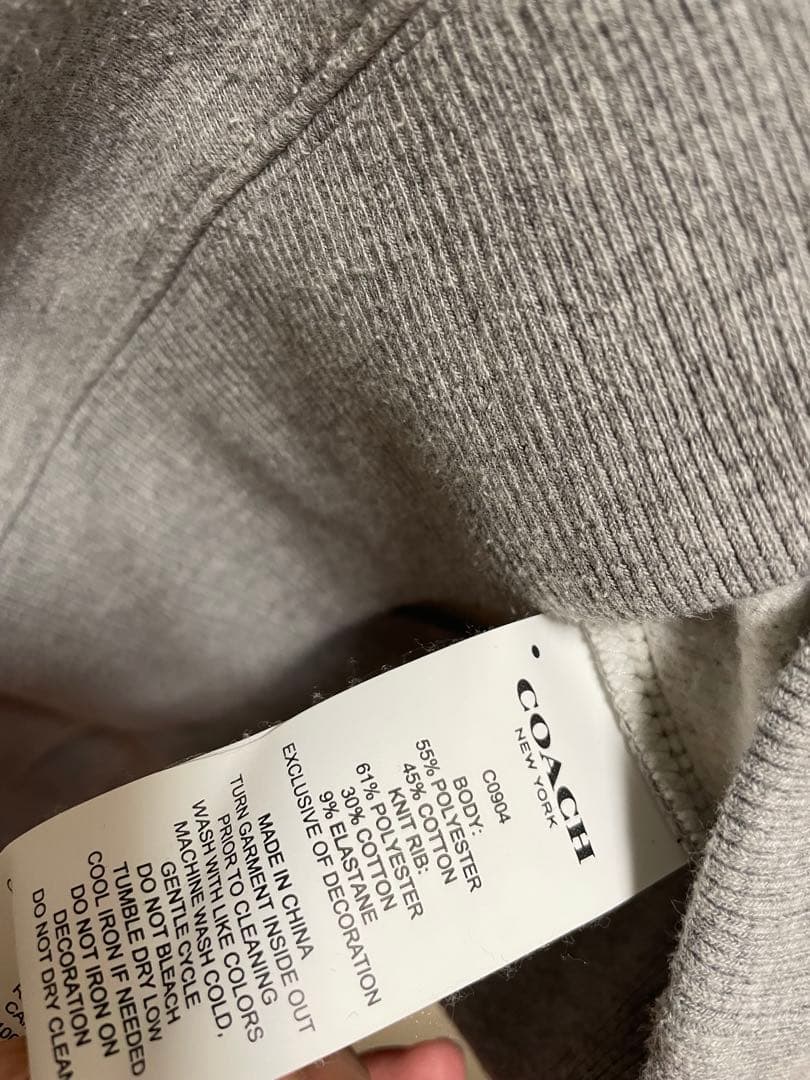 COACH
NEW YORK
C0904
BODY:
55% POLYESTER
45% COTTON
KNIT RIB:
61% POLYESTER
30% COTTON
9% ELASTANE
EXCLUSIVE OF DECORATION
MADE IN CHINA
TURN GARMENT INSIDE OUT
PRIOR TO CLEANING
WASH WITH LIKE COLORS
MACHINE WASH COLD,
GENTLE CYCLE
DO NOT BLEACH
TUMBLE DRY LOW
COOL IRON IF NEEDED
DO NOT IRON ON
DECORATION
DO NOT DRY CLEAN